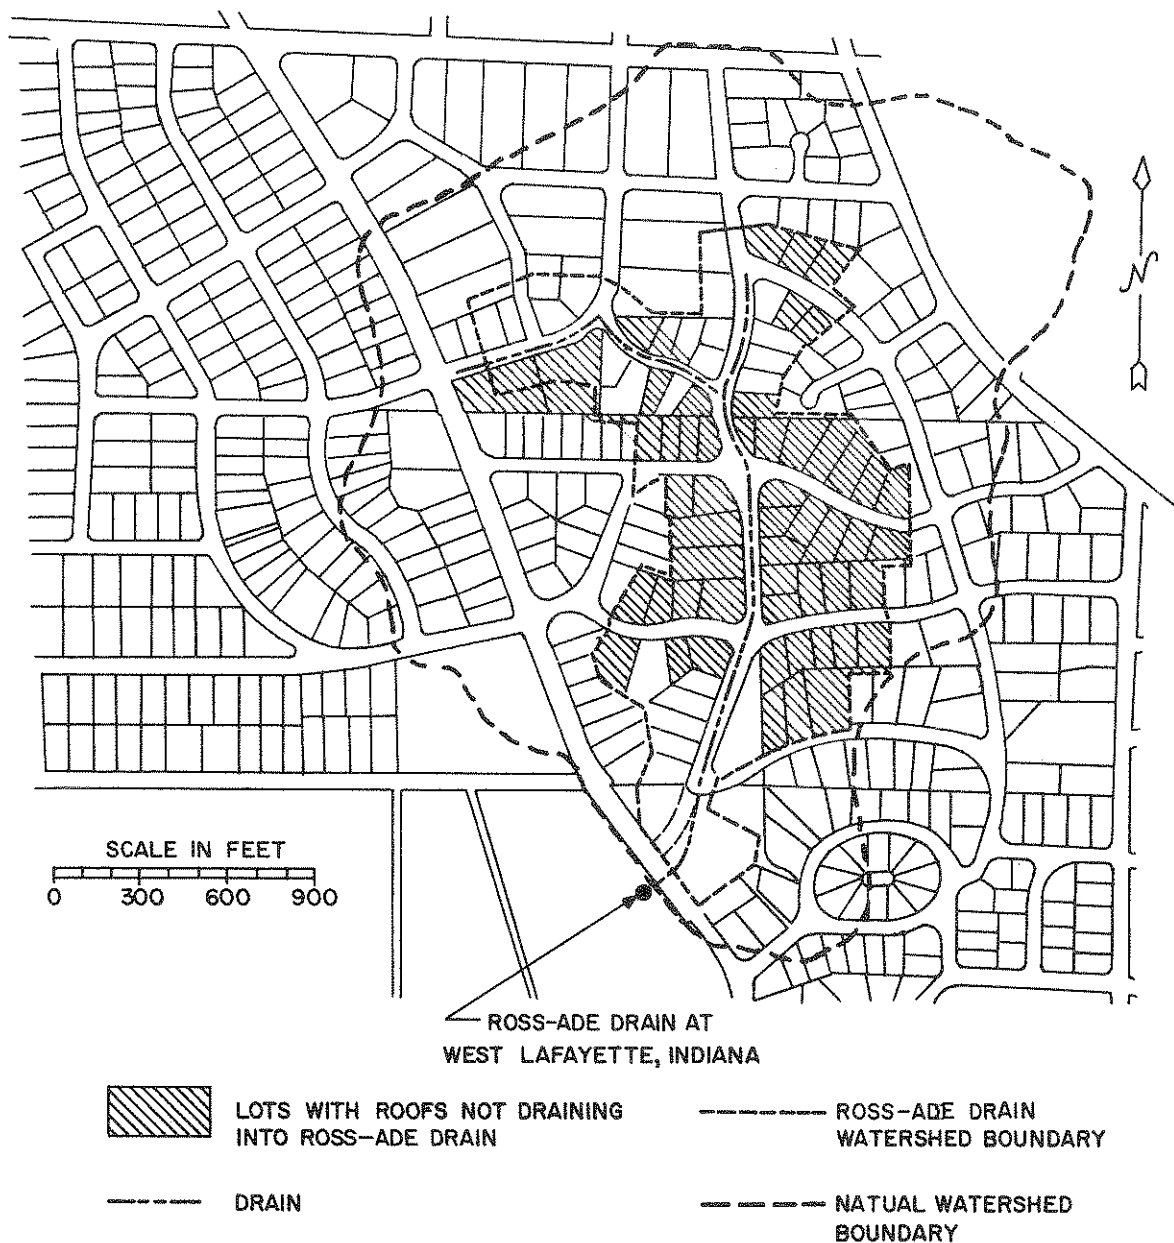 N
SCALE IN FEET
0 300 600 900
ROSS-ADE DRAIN AT
WEST LAFAYETTE, INDIANA
LOTS WITH ROOFS NOT DRAINING
INTO ROSS-ADE DRAIN
DRAIN
ROSS-ADE DRAIN
WATERSHED BOUNDARY
NATUAL WATERSHED
BOUNDARY